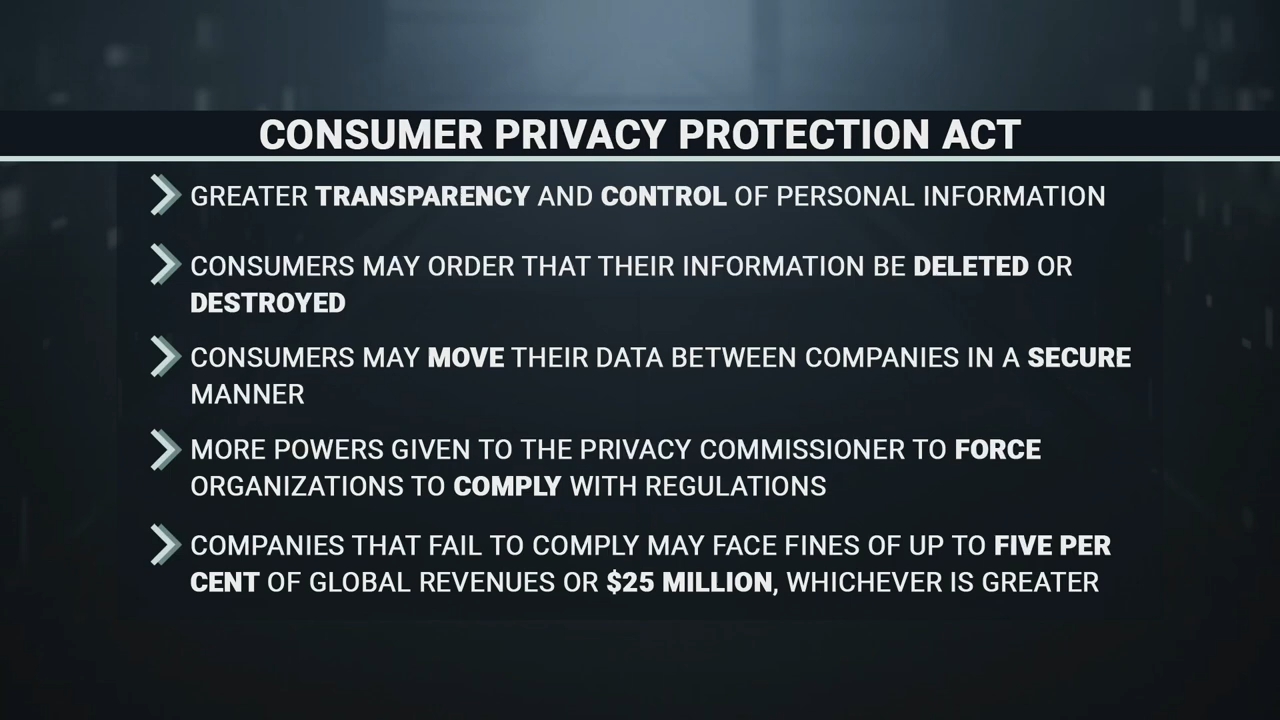 CONSUMER PRIVACY PROTECTION ACT
GREATER TRANSPARENCY AND CONTROL OF PERSONAL INFORMATION
CONSUMERS MAY ORDER THAT THEIR INFORMATION BE DELETED OR
DESTROYED
CONSUMERS MAY MOVE THEIR DATA BETWEEN COMPANIES IN A SECURE
MANNER
MORE POWERS GIVEN TO THE PRIVACY COMMISSIONER TO FORCE
ORGANIZATIONS TO COMPLY WITH REGULATIONS
COMPANIES THAT FAIL TO COMPLY MAY FACE FINES OF UP TO FIVE PER
CENT OF GLOBAL REVENUES OR $25 MILLION, WHICHEVER IS GREATER